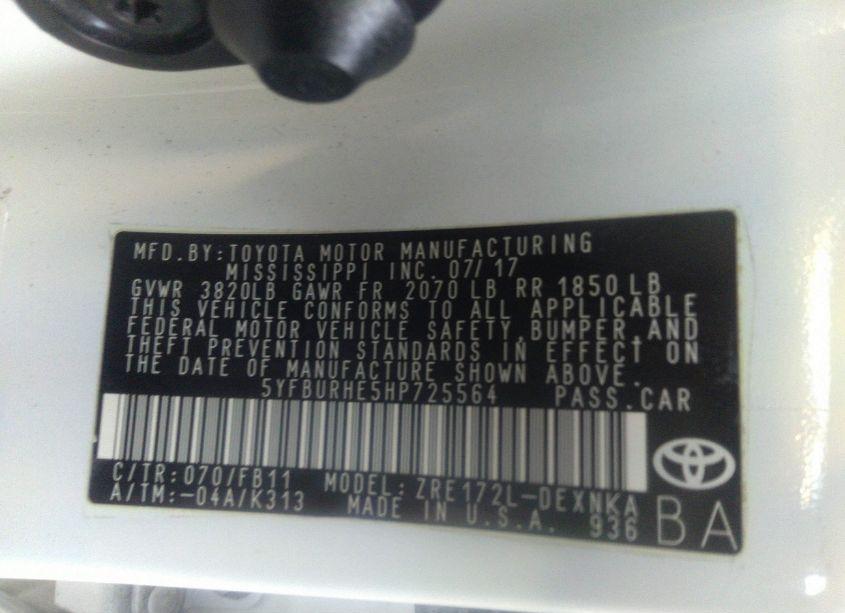 MFD.BY:TOYOTA MOTOR MANUFACTURING
MISSISSIPPI INC. 07/17
GVWR 3820LB GAWR FR 2070 LB RR 1850 LB
THIS VEHICLE CONFORMS TO ALL APPLICABLE
FEDERAL MOTOR VEHICLE SAFETY,BUMPER,AND
THEFT PREVENTION STANDARDS IN EFFECT ON
THE DATE OF MANUFACTURE SHOWN ABOVE.
5YFBURHE5HP725564 PASS.CAR
C/TR:070/FB11 MODEL:ZRE172L-DEXNKA
A/TM:-04A/K313 MADE IN U.S.A. 936
BA